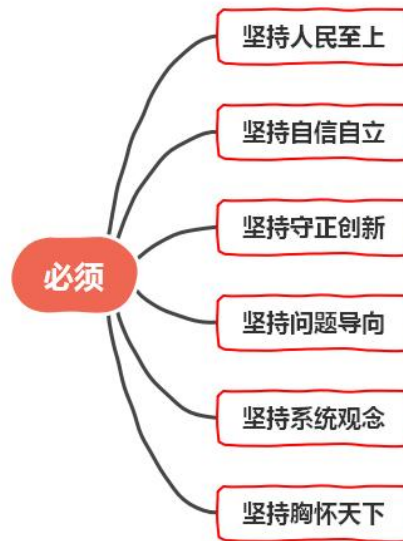 必须
坚持人民至上
坚持自信自立
坚持守正创新
坚持问题导向
坚持系统观念
坚持胸怀天下